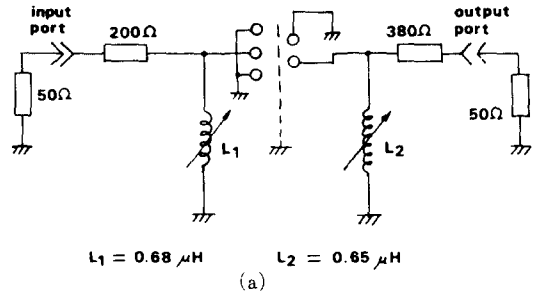 input
port
200Ω
380Ω
output
port
50Ω
50Ω
L1
L2
L1 = 0.68 μH
L2 = 0.65 μH
(a)